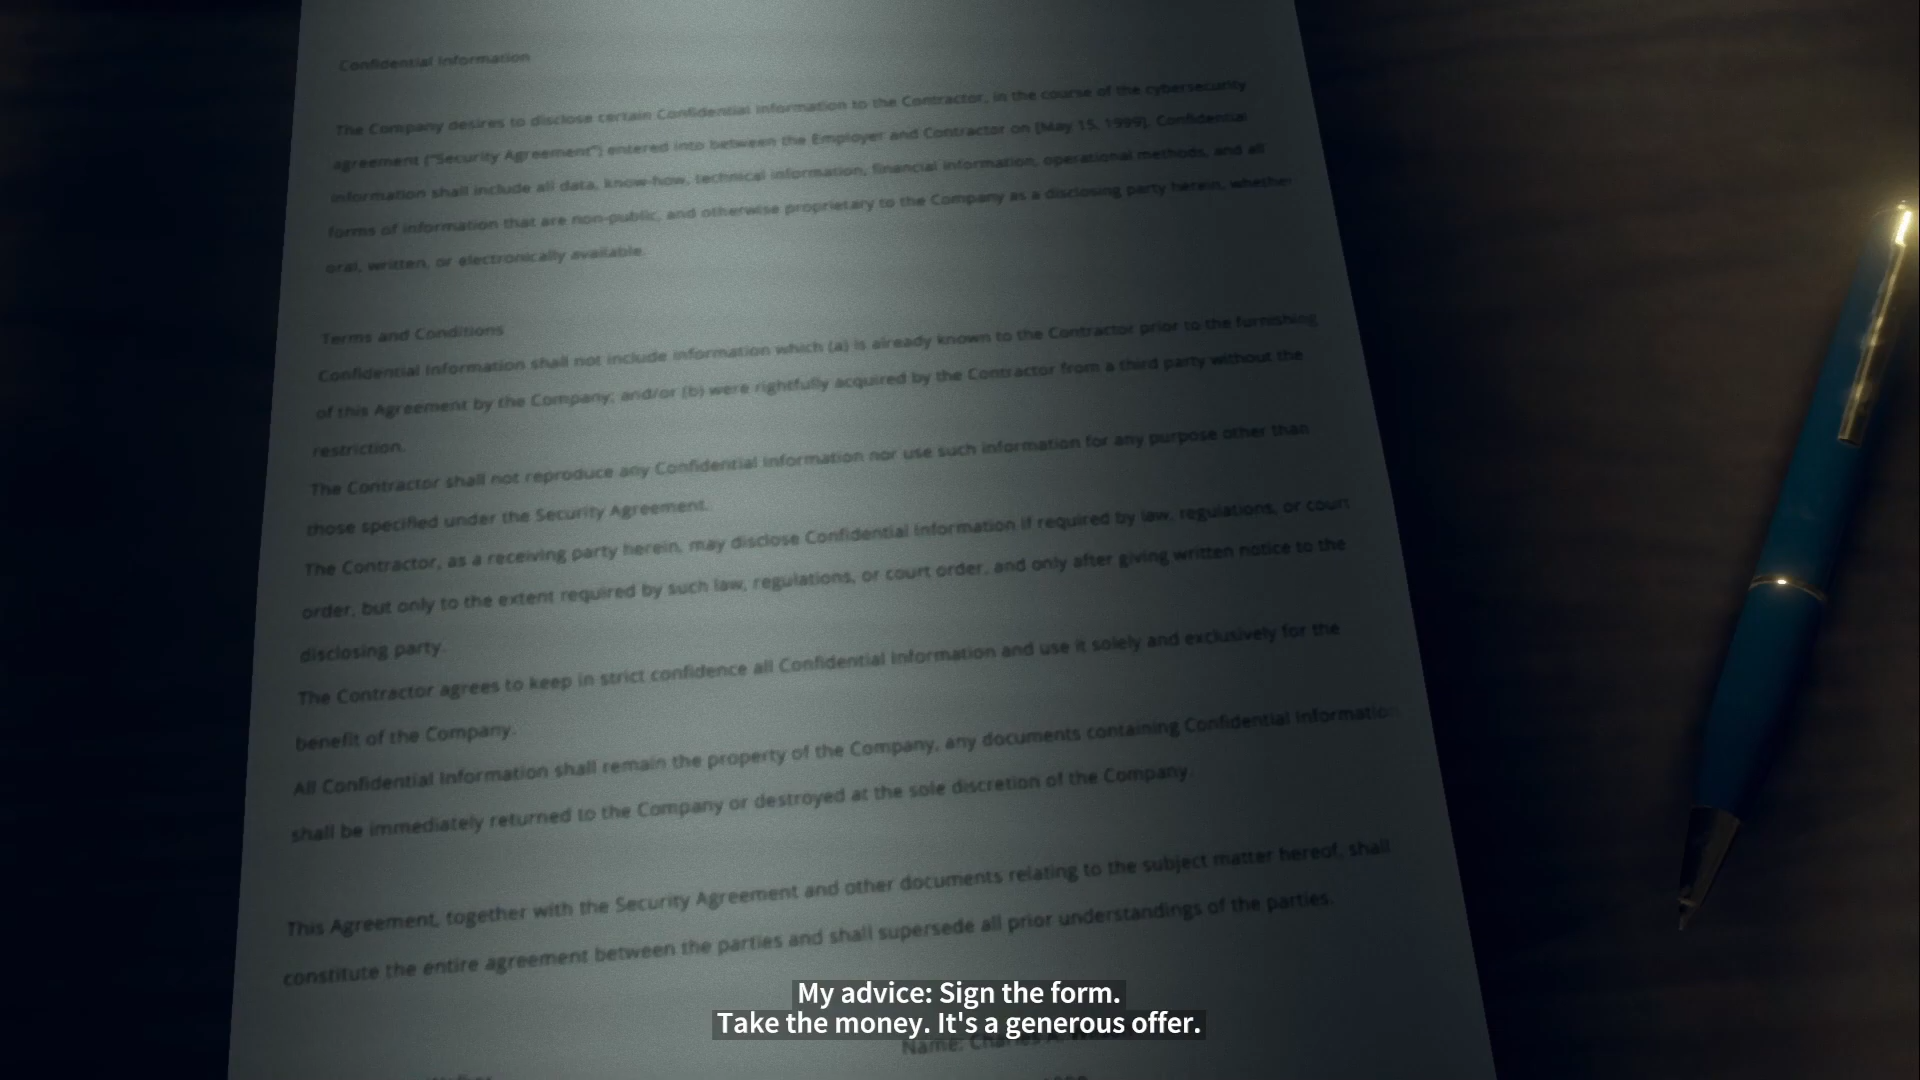 Confidential Information
The Company desires to disclose certain Confidential Information to the Contractor, in the course of the cybersecurity
agreement ("Security Agreement") entered into between the Employer and Contractor on [May 15, 1999]. Confidential
information shall include all data, know-how, technical information, financial information, operational methods, and all
forms of information that are non-public, and otherwise proprietary to the Company as a disclosing party herein, whether
oral, written, or electronically available.
Terms and Conditions
Confidential Information shall not include information which (a) is already known to the Contractor prior to the furnishing
of this Agreement by the Company; and/or (b) were rightfully acquired by the Contractor from a third party without the
restriction.
The Contractor shall not reproduce any Confidential Information nor use such information for any purpose other than
those specified under the Security Agreement.
The Contractor, as a receiving party herein, may disclose Confidential Information if required by law, regulations, or court
order, but only to the extent required by such law, regulations, or court order, and only after giving written notice to the
disclosing party.
The Contractor agrees to keep in strict confidence all Confidential Information and use it solely and exclusively for the
benefit of the Company.
All Confidential Information shall remain the property of the Company, any documents containing Confidential Information
shall be immediately returned to the Company or destroyed at the sole discretion of the Company.
This Agreement, together with the Security Agreement and other documents relating to the subject matter hereof, shall
constitute the entire agreement between the parties and shall supersede all prior understandings of the parties.
My advice: Sign the form.
Take the money. It's a generous offer.
Name: Charles A.